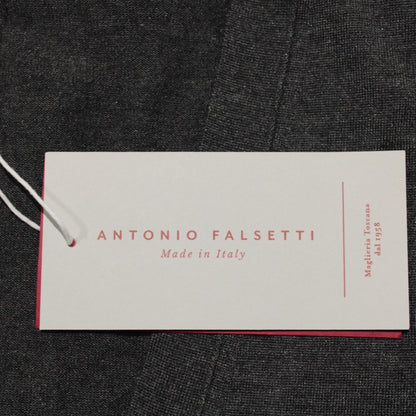 ANTONIO FALSETTI
Made in Italy
Maglieria Toscana
dal 1958